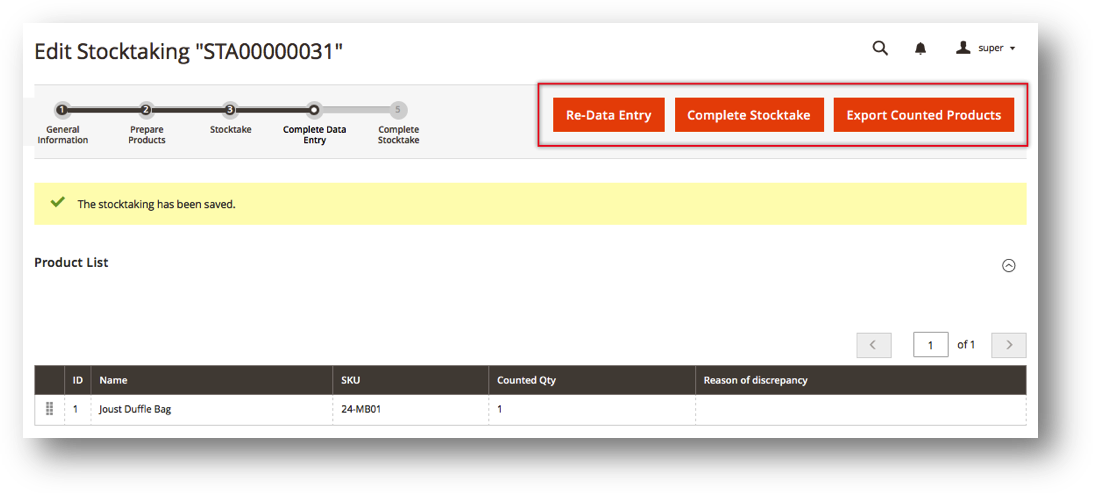 Edit Stocktaking "STA00000031"
super
1 2 3 5
General Information
Prepare Products
Stocktake
Complete Data Entry
Complete Stocktake
Re-Data Entry
Complete Stocktake
Export Counted Products
The stocktaking has been saved.
Product List
1 of 1
ID Name SKU Counted Qty Reason of discrepancy
1 Joust Duffle Bag 24-MB01 1